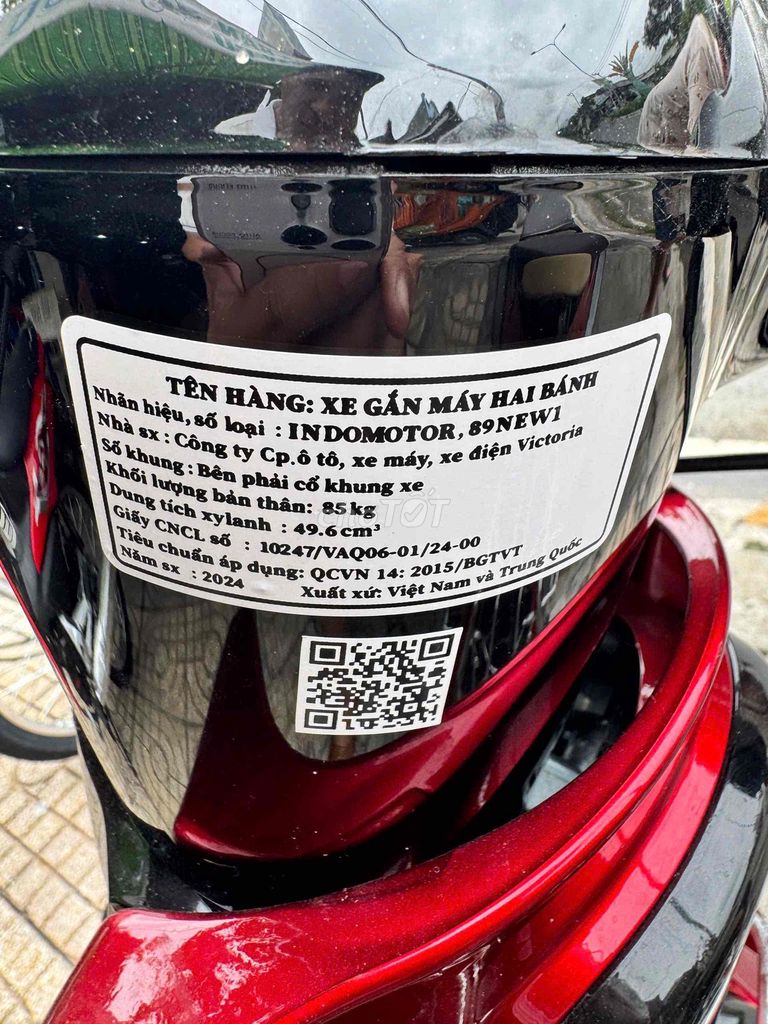 TÊN HÀNG: XE GẮN MÁY HAI BÁNH
Nhãn hiệu, số loại : INDOMOTOR, 89NEW1
Nhà sx : Công ty Cp.ô tô, xe máy, xe điện Victoria
Số khung : Bên phải cổ khung xe
Khối lượng bản thân: 85 kg
Dung tích xylanh : 49.6 cm³
Giấy CNCL số : 10247/VAQ06-01/24-00
Tiêu chuẩn áp dụng: QCVN 14: 2015/BGTVT
Năm sx : 2024 Xuất xứ: Việt Nam và Trung Quốc
CHỢ TỐT